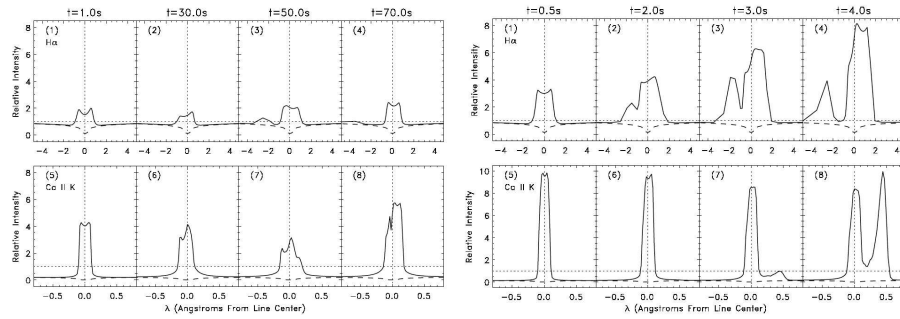 t=1.0s t=30.0s t=50.0s t=70.0s
(1) (2) (3) (4)
Hα
Relative Intensity
8
6
4
2
0
-4 -2 0 2 4 -4 -2 0 2 4 -4 -2 0 2 4 -4 -2 0 2 4
(5) (6) (7) (8)
Ca II K
Relative Intensity
8
6
4
2
0
-0.5 0.0 0.5 -0.5 0.0 0.5 -0.5 0.0 0.5 -0.5 0.0 0.5
λ (Angstroms From Line Center)
t=0.5s t=2.0s t=3.0s t=4.0s
(1) (2) (3) (4)
Hα
Relative Intensity
8
6
4
2
0
-4 -2 0 2 4 -4 -2 0 2 4 -4 -2 0 2 4 -4 -2 0 2 4
(5) (6) (7) (8)
Ca II K
Relative Intensity
10
8
6
4
2
0
-0.5 0.0 0.5 -0.5 0.0 0.5 -0.5 0.0 0.5 -0.5 0.0 0.5
λ (Angstroms From Line Center)